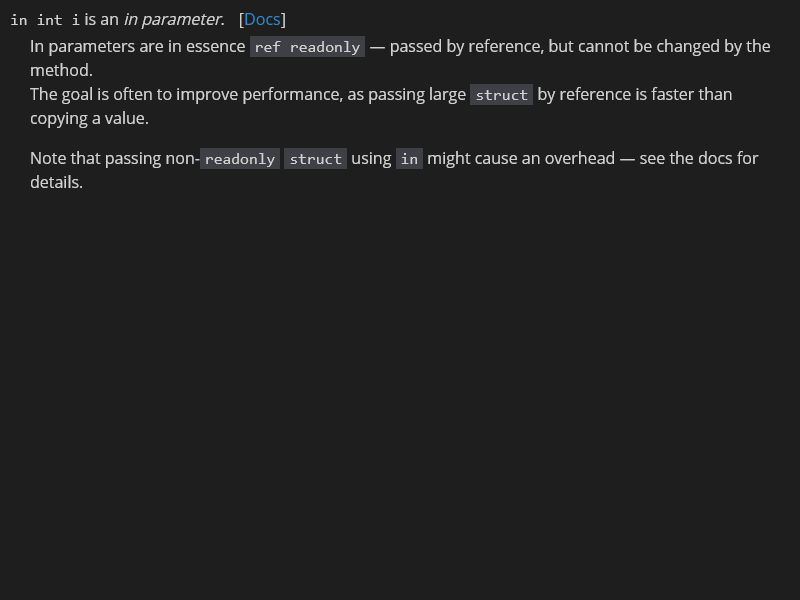 in int i is an in parameter. [Docs]
In parameters are in essence ref readonly — passed by reference, but cannot be changed by the
method.
The goal is often to improve performance, as passing large struct by reference is faster than
copying a value.
Note that passing non-readonly struct using in might cause an overhead — see the docs for
details.